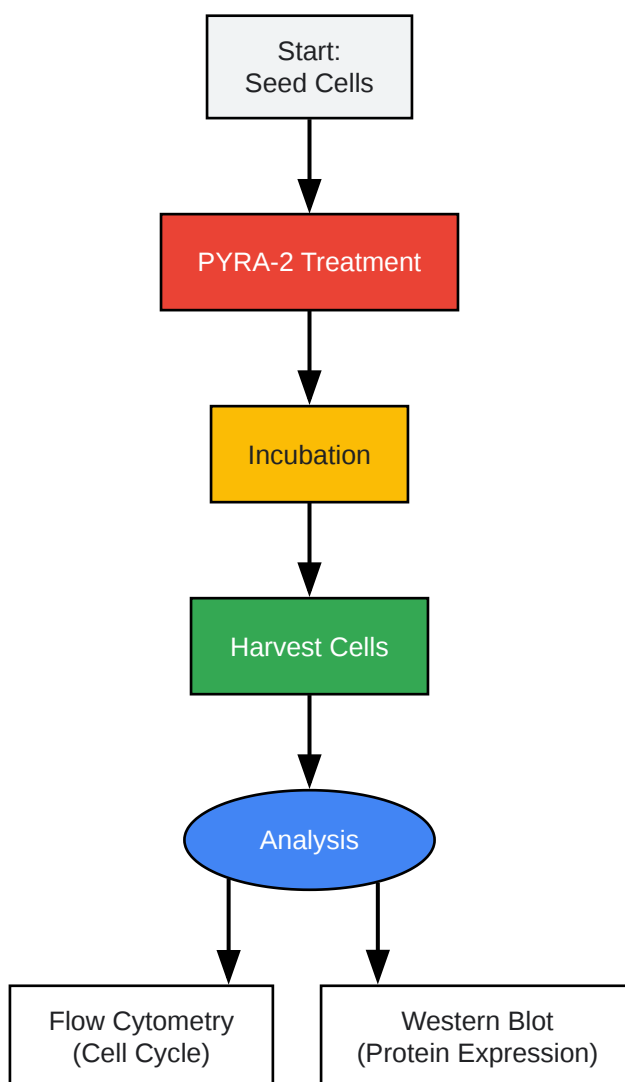 Start:
Seed Cells
PYRA-2 Treatment
Incubation
Harvest Cells
Analysis
Flow Cytometry
(Cell Cycle)
Western Blot
(Protein Expression)